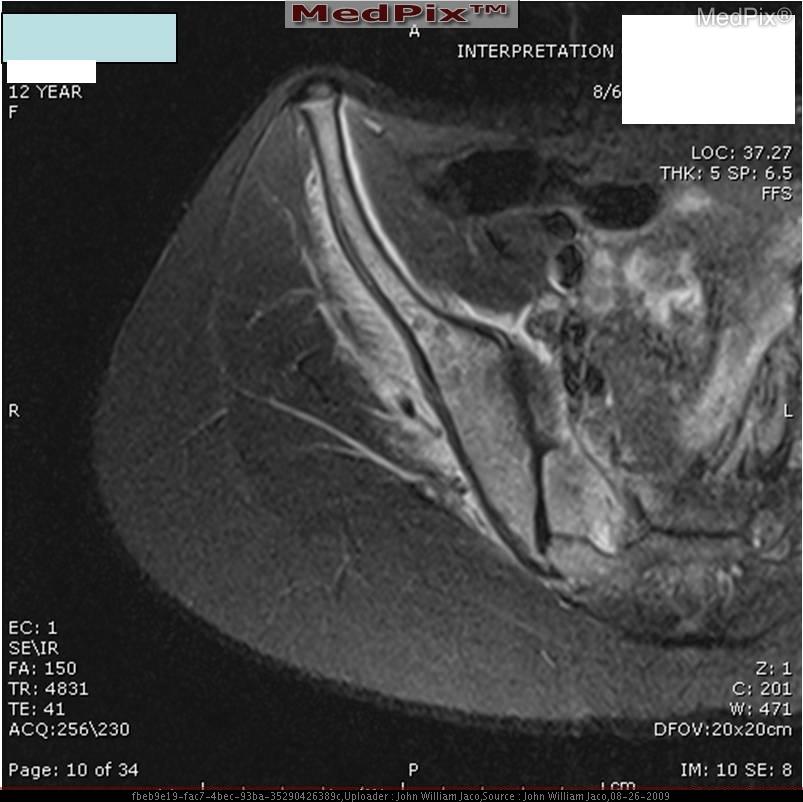 MedPix™
MedPix®
A
INTERPRETATION
12 YEAR
8/6
F
LOC: 37.27
THK: 5 SP: 6.5
FFS
R
L
EC: 1
SE\IR
FA: 150
TR: 4831
TE: 41
ACQ:256\230
Z: 1
C: 201
W: 471
DFOV:20x20cm
Page: 10 of 34
P
IM: 10 SE: 8
cm
fbeb9e19-fac7-4bec-93ba-35290426389c,Uploader : John William Jaco,Source : John William Jaco,08-26-2009